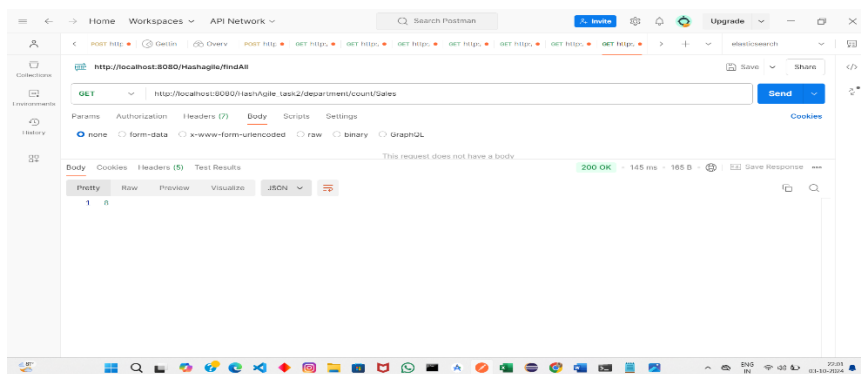 Home Workspaces API Network Search Postman Invite Upgrade
POST http: Gettin Overv POST http: GET http:, GET http:, GET http:, GET http:, GET http:, GET http:, GET http:, elasticsearch
http://localhost:8080/Hashagile/findAll Save Share
GET http://localhost:8080/HashAgile_task2/department/count/Sales Send
Params Authorization Headers (7) Body Scripts Settings Cookies
none form-data x-www-form-urlencoded raw binary GraphQL
This request does not have a body
Body Cookies Headers (5) Test Results 200 OK 145 ms 165 B Save Response
Pretty Raw Preview Visualize JSON
1
Collections
Environments
History
ENG
IN
22:01
03-10-2024